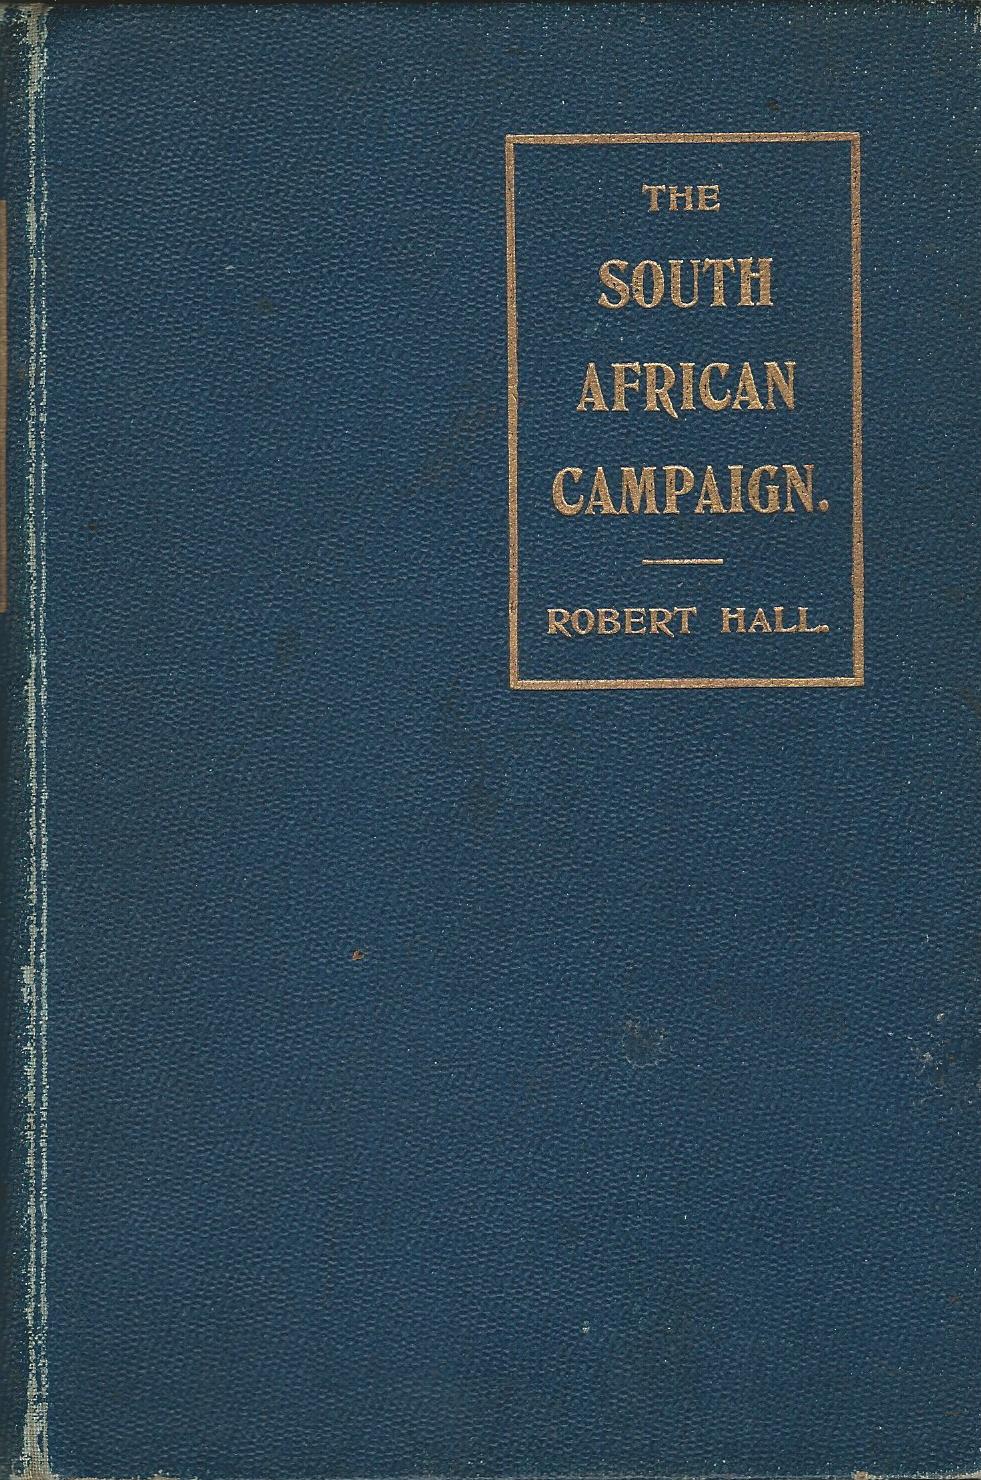 THE
SOUTH
AFRICAN
CAMPAIGN.
ROBERT HALL.